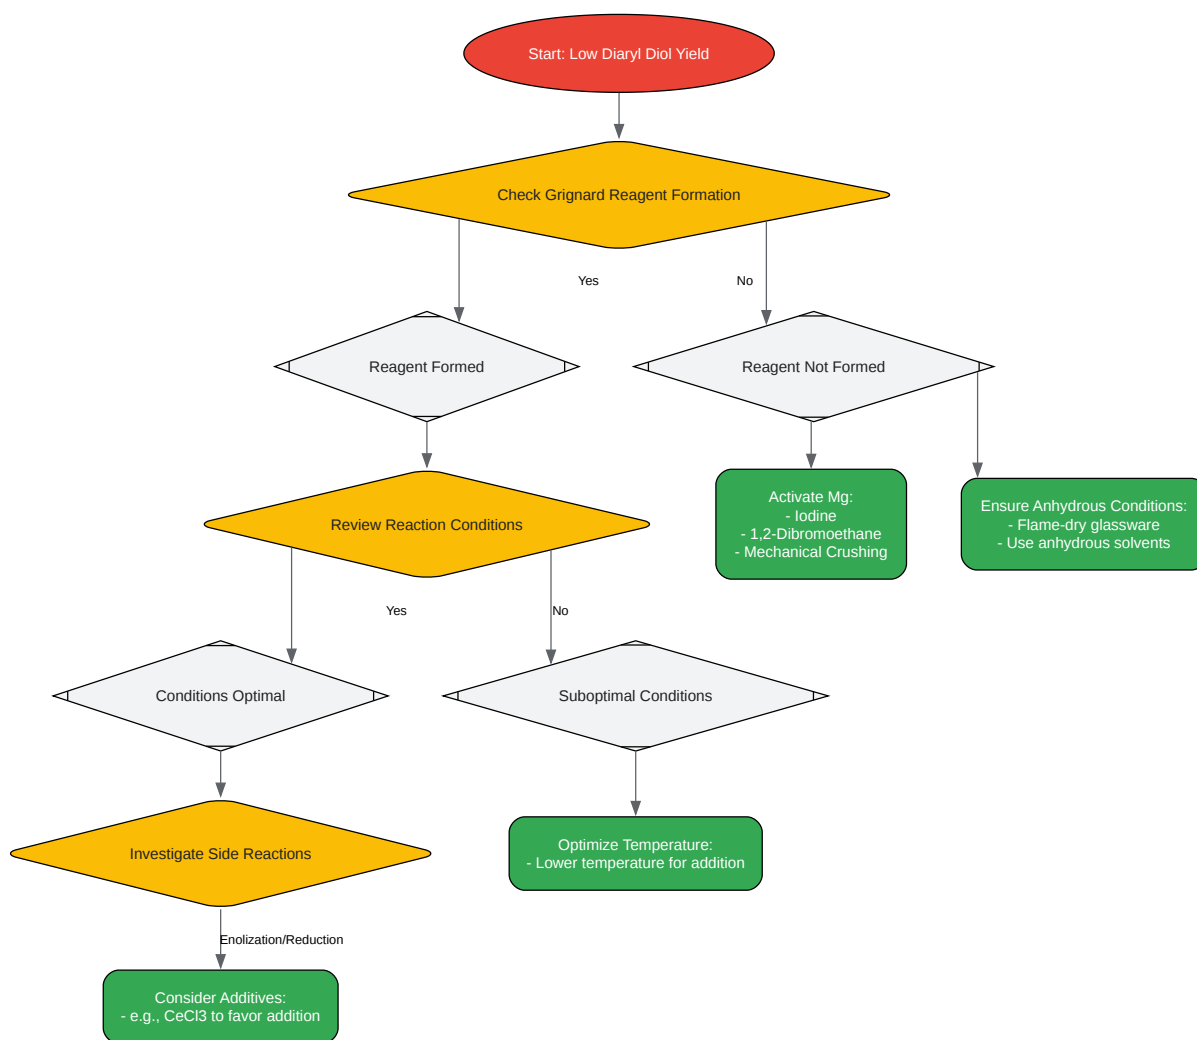 Start: Low Diaryl Diol Yield
Check Grignard Reagent Formation
Yes
No
Reagent Formed
Reagent Not Formed
Activate Mg:
- Iodine
- 1,2-Dibromoethane
- Mechanical Crushing
Ensure Anhydrous Conditions:
- Flame-dry glassware
- Use anhydrous solvents
Review Reaction Conditions
Yes
No
Conditions Optimal
Suboptimal Conditions
Investigate Side Reactions
Optimize Temperature:
- Lower temperature for addition
Enolization/Reduction
Consider Additives:
- e.g., CeCl3 to favor addition